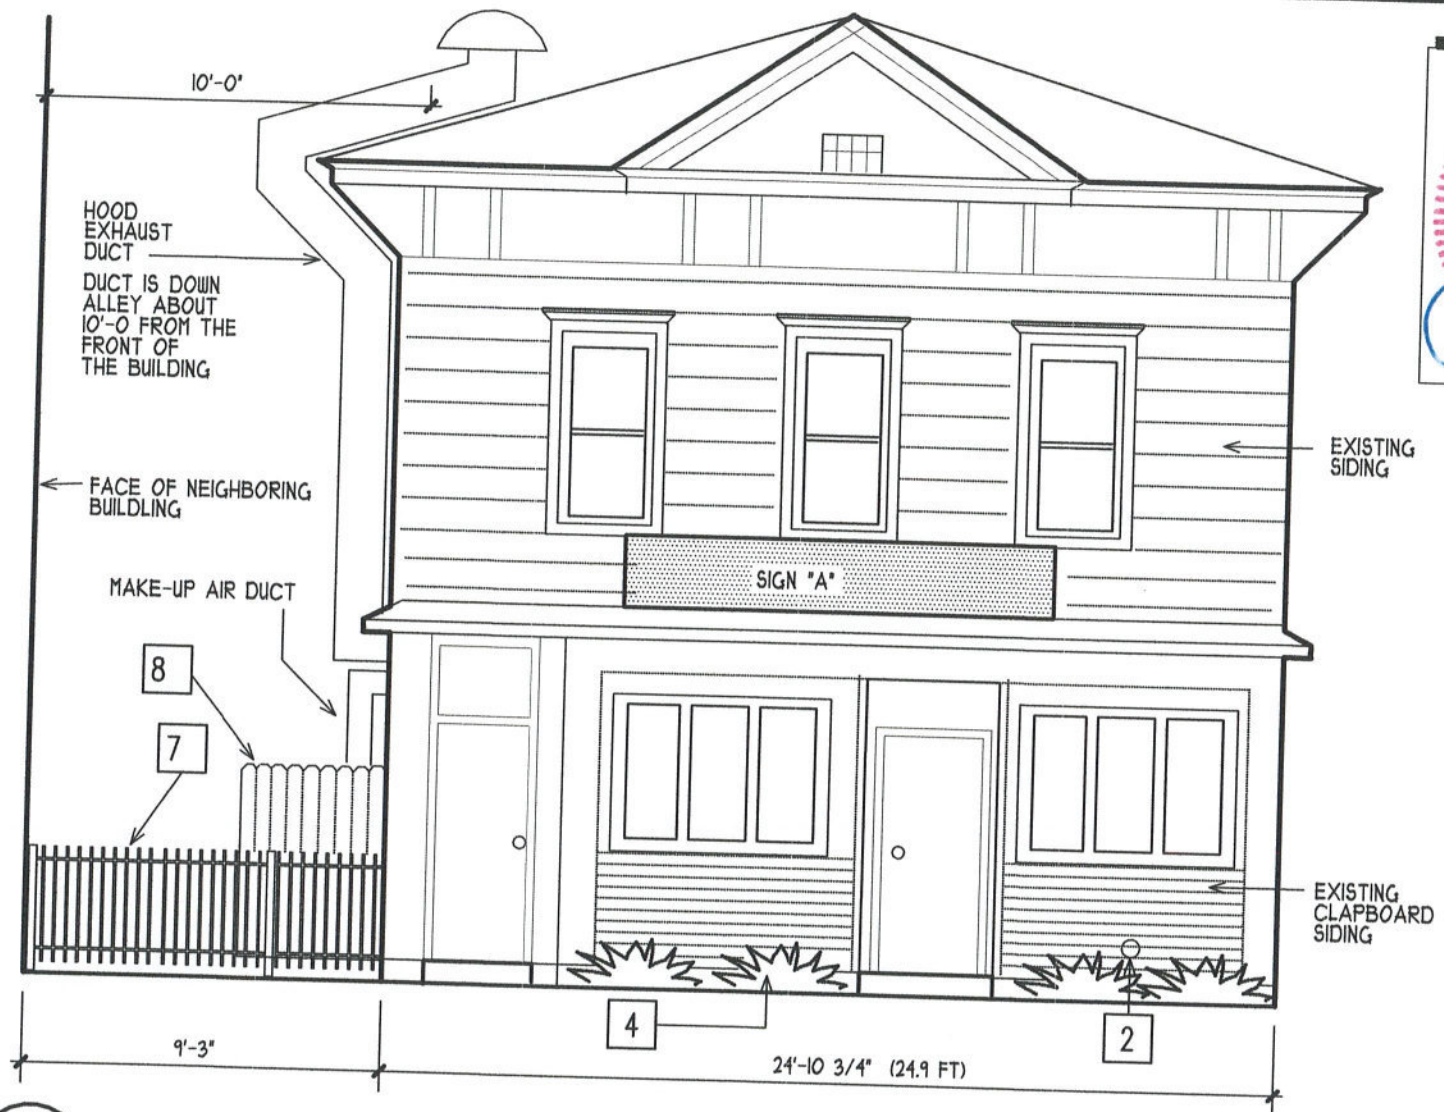 10'-0"
HOOD
EXHAUST
DUCT
DUCT IS DOWN
ALLEY ABOUT
10'-0 FROM THE
FRONT OF
THE BUILDING
EXISTING
SIDING
FACE OF NEIGHBORING
BUILDLING
SIGN "A"
MAKE-UP AIR DUCT
8
7
EXISTING
CLAPBOARD
SIDING
4
2
9'-3"
24'-10 3/4" (24.9 FT)